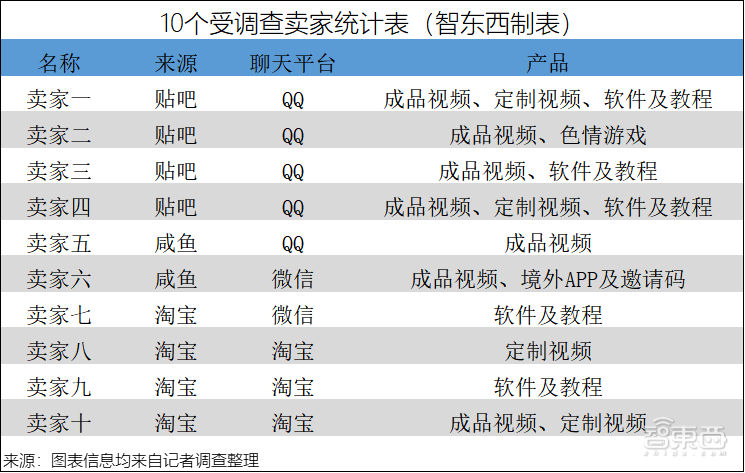 10个受调查卖家统计表（智东西制表）
名称 来源 聊天平台 产品
卖家一 贴吧 QQ 成品视频、定制视频、软件及教程
卖家二 贴吧 QQ 成品视频、色情游戏
卖家三 贴吧 QQ 成品视频、软件及教程
卖家四 贴吧 QQ 成品视频、定制视频、软件及教程
卖家五 咸鱼 QQ 成品视频
卖家六 咸鱼 微信 成品视频、境外APP及邀请码
卖家七 淘宝 微信 软件及教程
卖家八 淘宝 淘宝 定制视频
卖家九 淘宝 淘宝 软件及教程
卖家十 淘宝 淘宝 成品视频、定制视频
智東西
来源：图表信息均来自记者调查整理